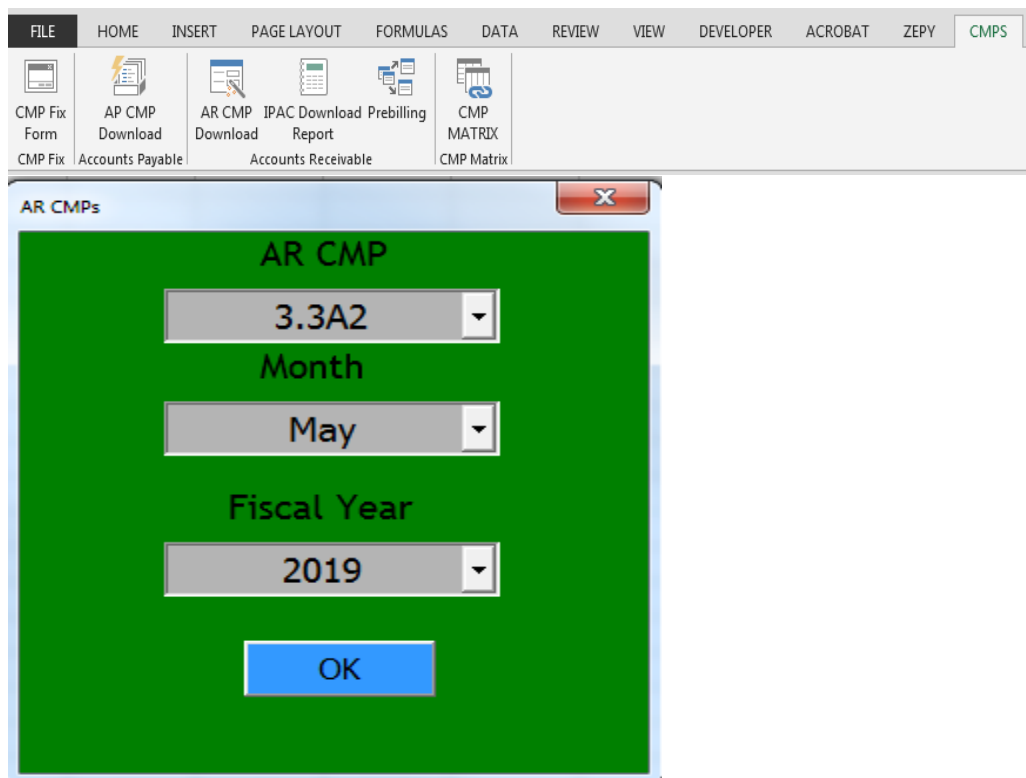 FILE HOME INSERT PAGE LAYOUT FORMULAS DATA REVIEW VIEW DEVELOPER ACROBAT ZEPY CMPS
CMP Fix Form
AP CMP Download
AR CMP Download
IPAC Download Report
Prebilling
CMP MATRIX
CMP Fix Accounts Payable Accounts Receivable CMP Matrix
AR CMPs
AR CMP
3.3A2
Month
May
Fiscal Year
2019
OK